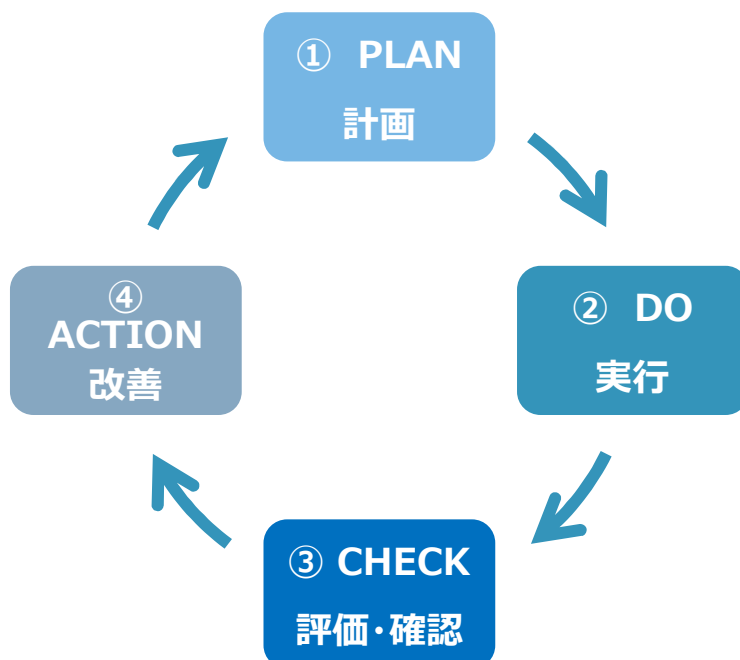 ① PLAN
計画
② DO
実行
③ CHECK
評価・確認
④
ACTION
改善